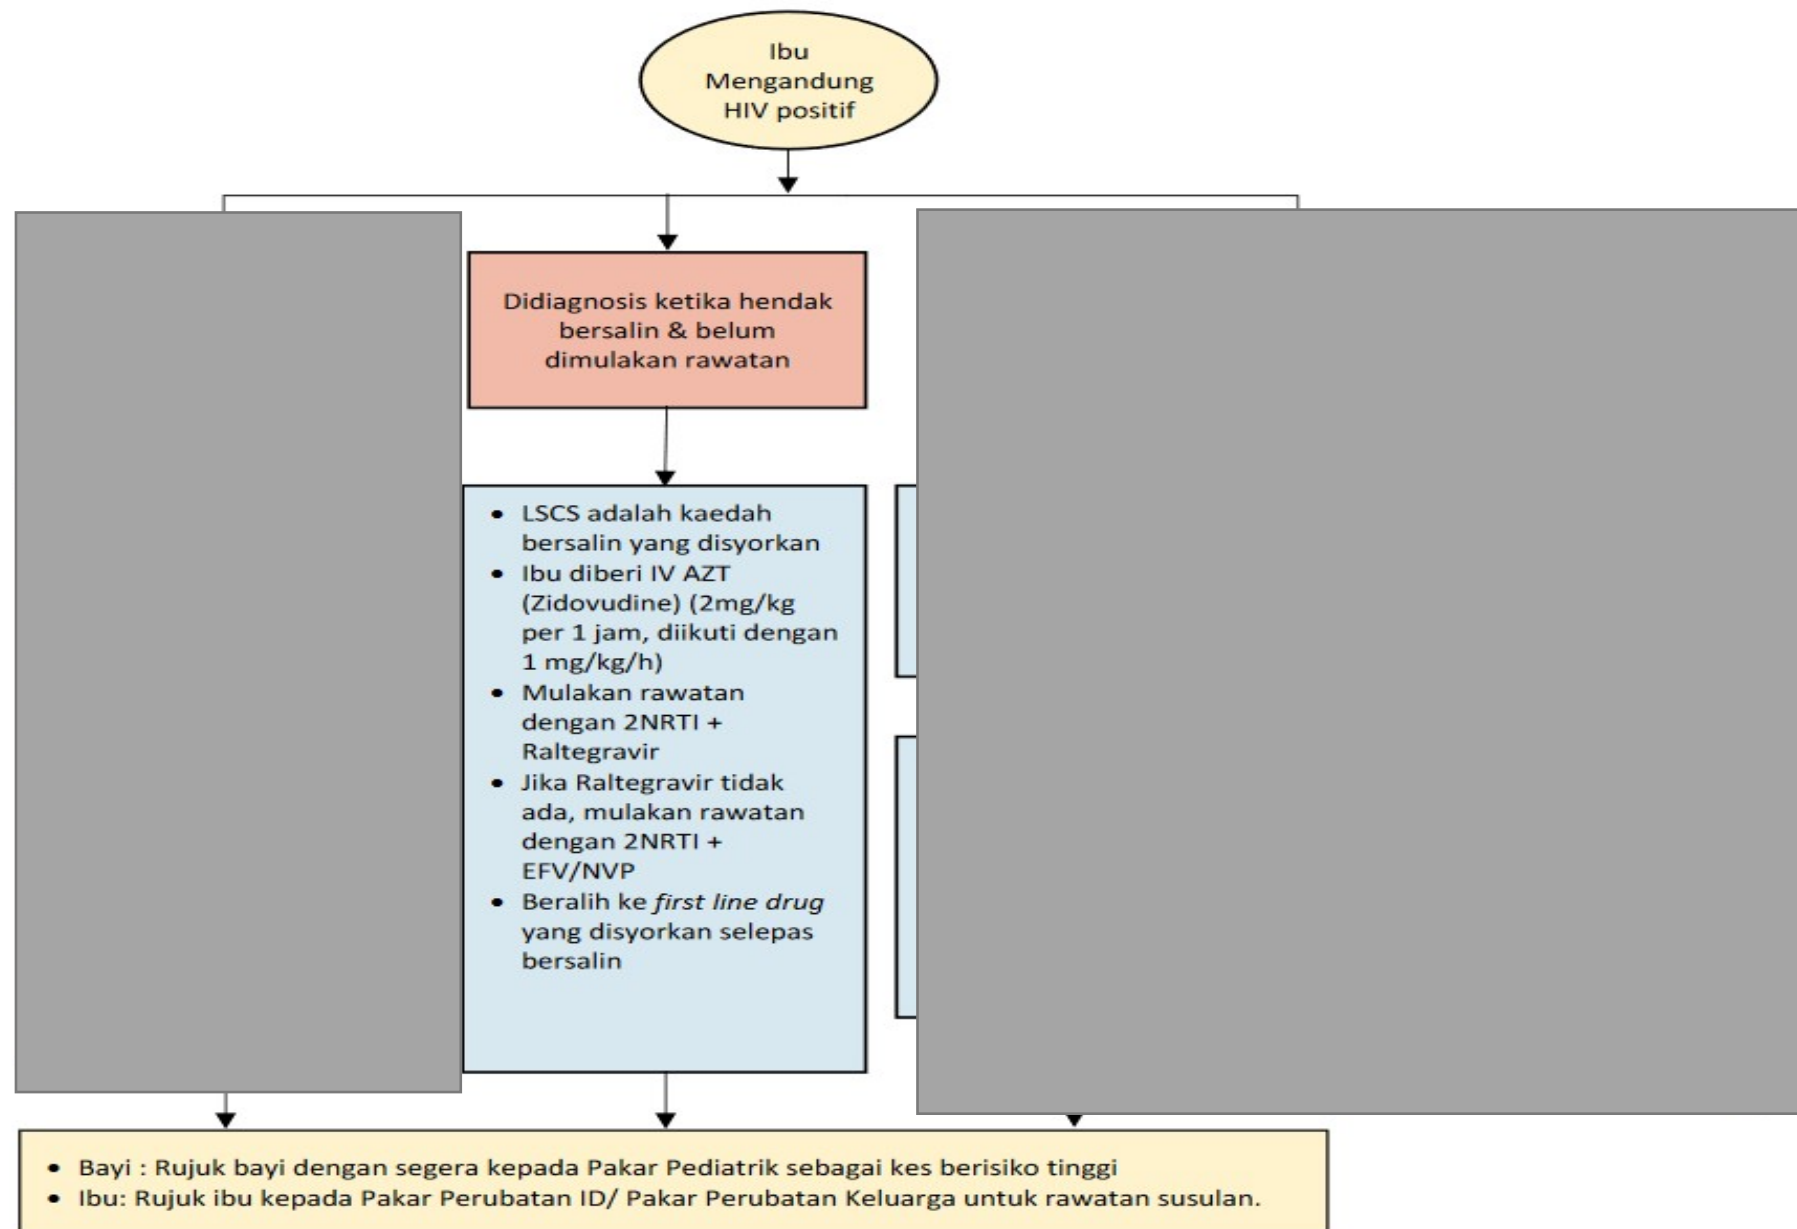 Ibu
Mengandung
HIV positif
Didiagnosis ketika hendak
bersalin & belum
dimulakan rawatan
• LSCS adalah kaedah
bersalin yang disyorkan
• Ibu diberi IV AZT
(Zidovudine) (2mg/kg
per 1 jam, diikuti dengan
1 mg/kg/h)
• Mulakan rawatan
dengan 2NRTI +
Raltegravir
• Jika Raltegravir tidak
ada, mulakan rawatan
dengan 2NRTI +
EFV/NVP
• Beralih ke first line drug
yang disyorkan selepas
bersalin
• Bayi : Rujuk bayi dengan segera kepada Pakar Pediatrik sebagai kes berisiko tinggi
• Ibu: Rujuk ibu kepada Pakar Perubatan ID/ Pakar Perubatan Keluarga untuk rawatan susulan.